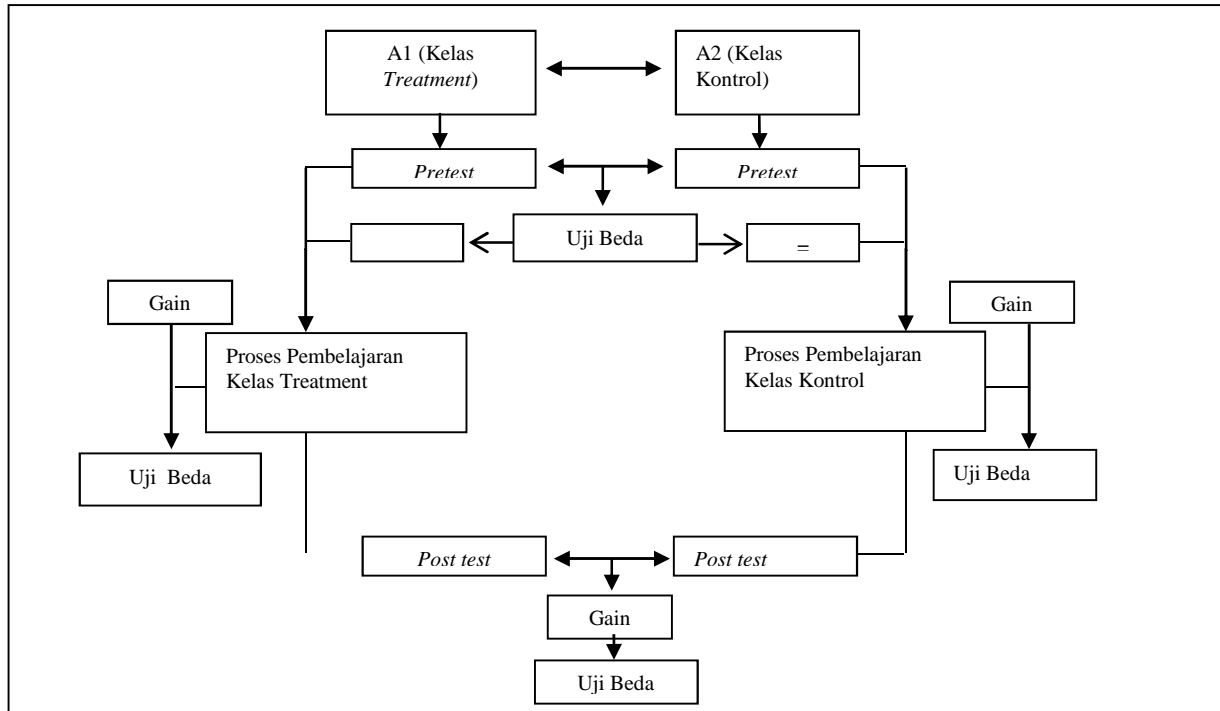 A1 (Kelas
Treatment)
A2 (Kelas
Kontrol)
Pretest
Pretest
Uji Beda
=
Gain
Gain
Proses Pembelajaran
Kelas Treatment
Proses Pembelajaran
Kelas Kontrol
Uji Beda
Uji Beda
Post test
Post test
Gain
Uji Beda